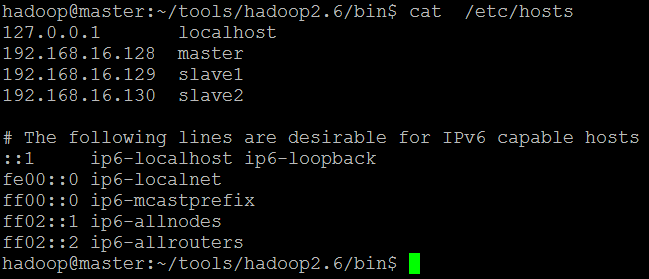 hadoop@master:~/tools/hadoop2.6/bin$ cat  /etc/hosts
127.0.0.1       localhost
192.168.16.128  master
192.168.16.129  slave1
192.168.16.130  slave2

# The following lines are desirable for IPv6 capable hosts
::1     ip6-localhost ip6-loopback
fe00::0 ip6-localnet
ff00::0 ip6-mcastprefix
ff02::1 ip6-allnodes
ff02::2 ip6-allrouters
hadoop@master:~/tools/hadoop2.6/bin$